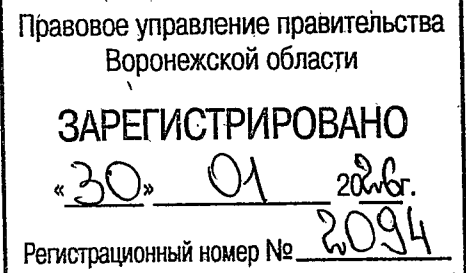 Правовое управление правительства
Воронежской области
ЗАРЕГИСТРИРОВАНО
«30» 01 2026г.
Регистрационный номер № 2094